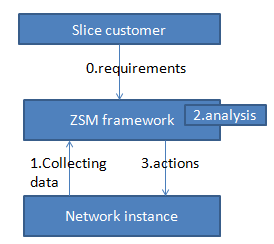 Slice customer
0.requirements
ZSM framework
2.analysis
1.Collecting
data
3.actions
Network instance